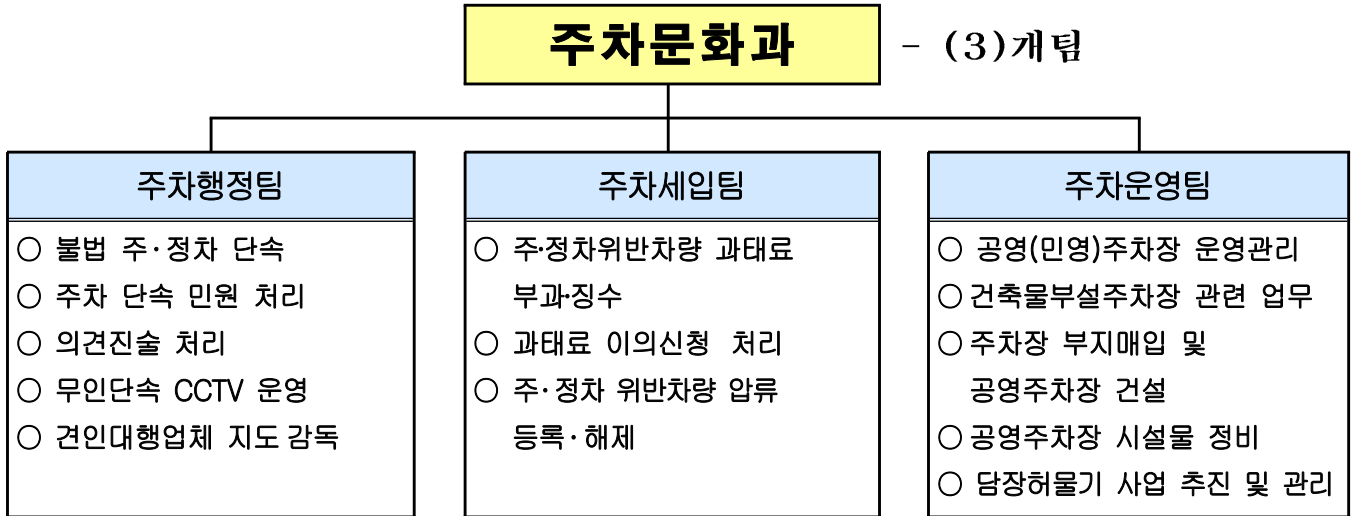 주차문화과 - (3)개팀
주차행정팀
○ 불법 주·정차 단속
○ 주차 단속 민원 처리
○ 의견진술 처리
○ 무인단속 CCTV 운영
○ 견인대행업체 지도 감독
주차세입팀
○ 주·정차위반차량 과태료
부과·징수
○ 과태료 이의신청 처리
○ 주·정차 위반차량 압류
등록·해제
주차운영팀
○ 공영(민영)주차장 운영관리
○ 건축물부설주차장 관련 업무
○ 주차장 부지매입 및
공영주차장 건설
○ 공영주차장 시설물 정비
○ 담장허물기 사업 추진 및 관리